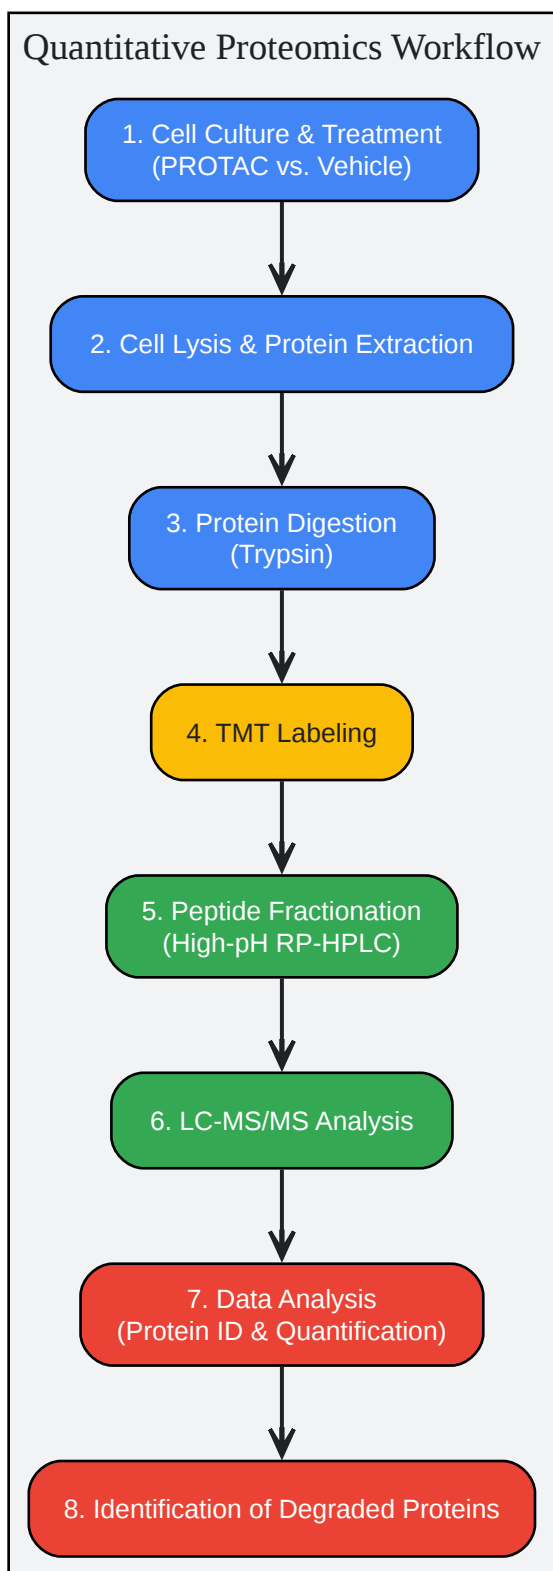 Quantitative Proteomics Workflow
1. Cell Culture & Treatment
(PROTAC vs. Vehicle)
2. Cell Lysis & Protein Extraction
3. Protein Digestion
(Trypsin)
4. TMT Labeling
5. Peptide Fractionation
(High-pH RP-HPLC)
6. LC-MS/MS Analysis
7. Data Analysis
(Protein ID & Quantification)
8. Identification of Degraded Proteins